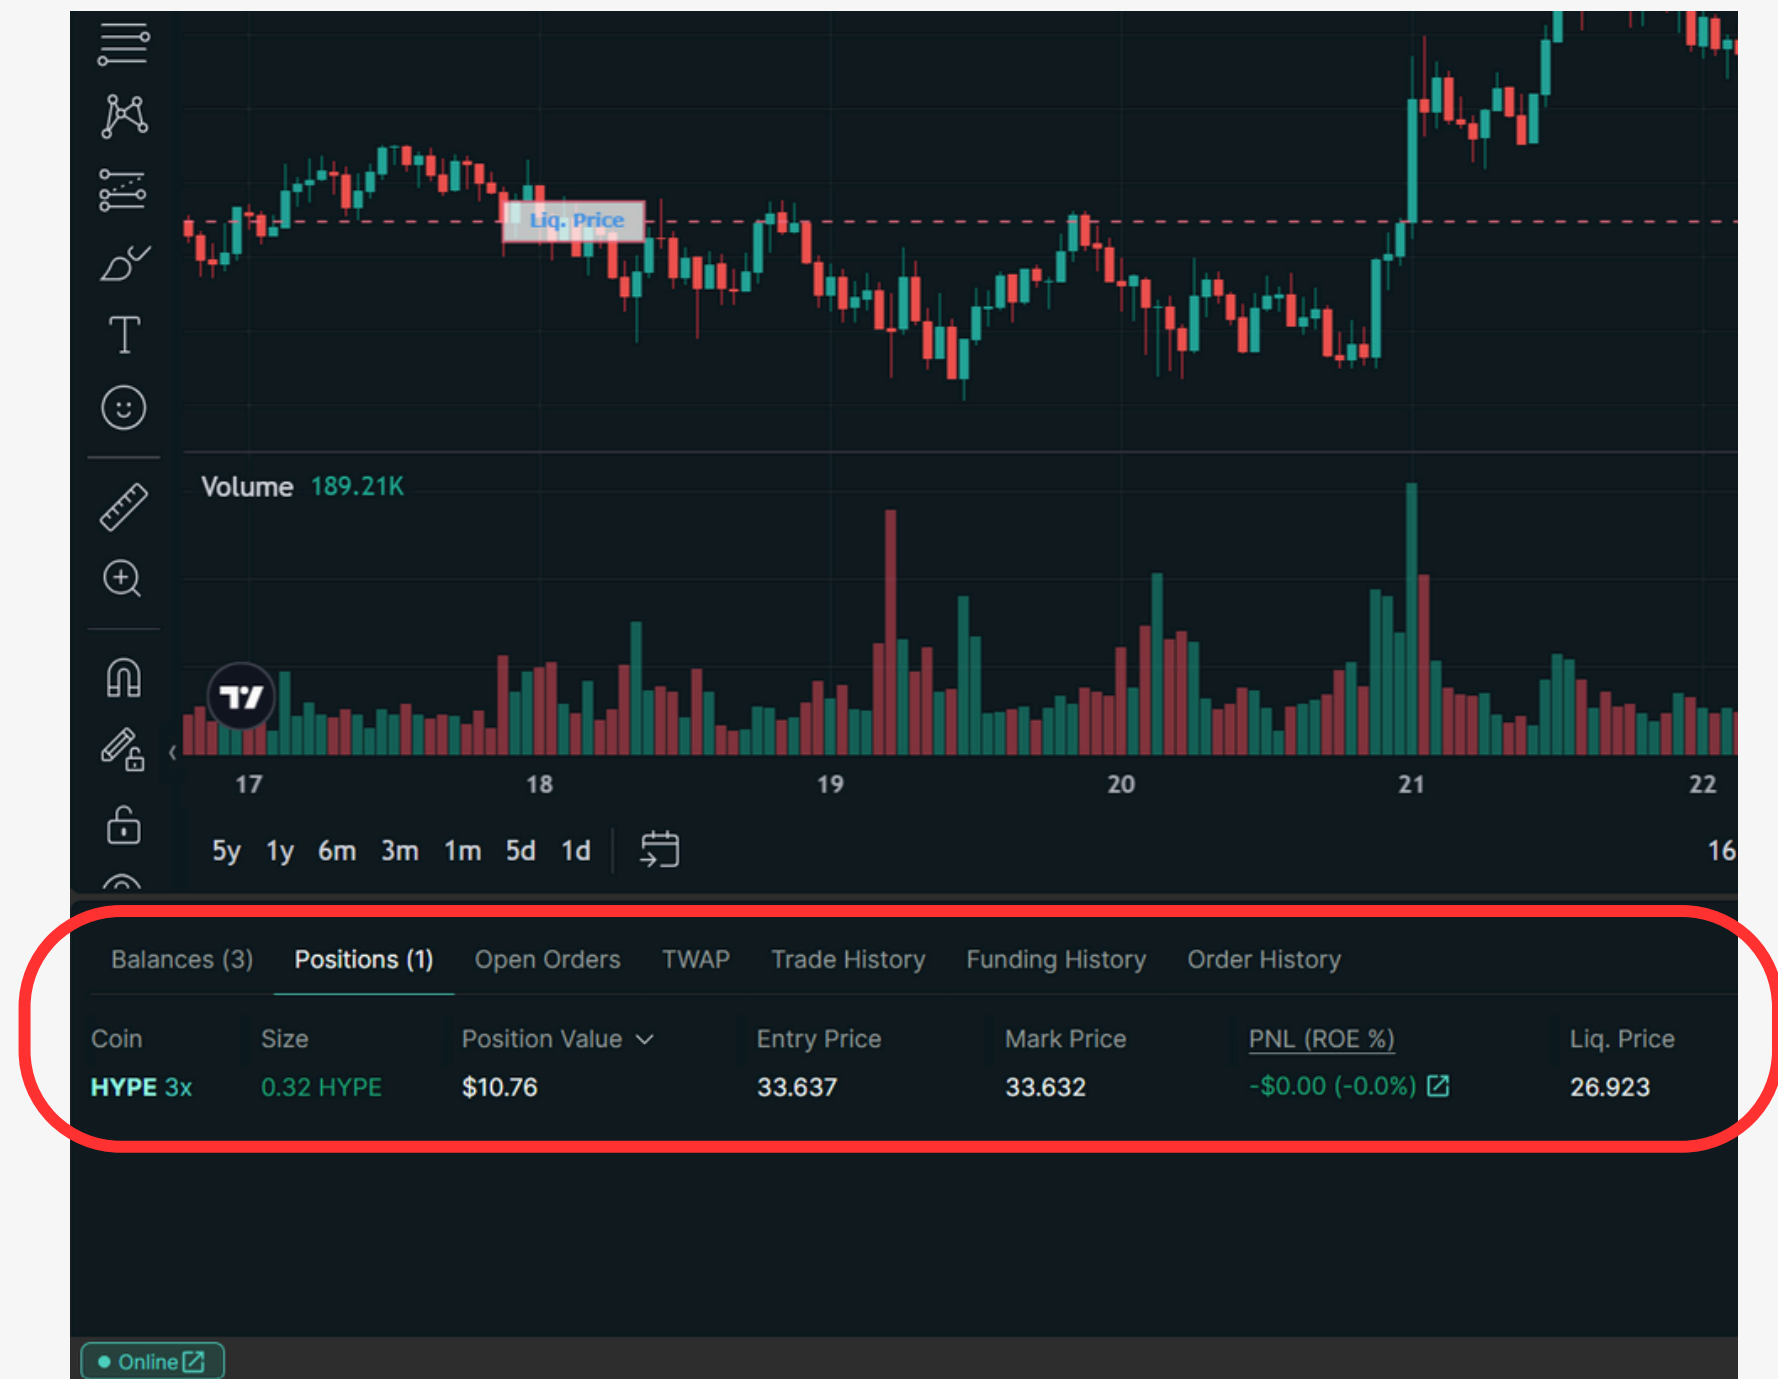 Liq. Price
Volume 189.21K
17 18 19 20 21 22
5y 1y 6m 3m 1m 5d 1d 16
Balances (3) Positions (1) Open Orders TWAP Trade History Funding History Order History
Coin Size Position Value Entry Price Mark Price PNL (ROE %) Liq. Price
HYPE 3x 0.32 HYPE $10.76 33.637 33.632 -$0.00 (-0.0%) 26.923
Online